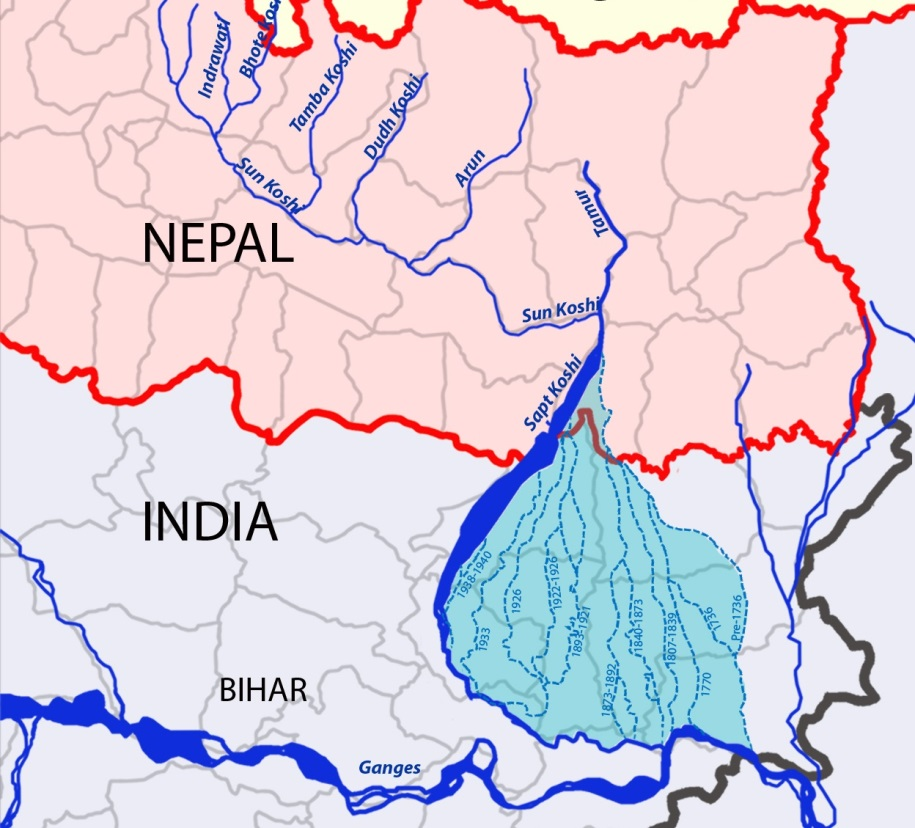 Indrawati
Bhote Kosi
Tamba Koshi
Dudh Koshi
Arun
Sun Koshi
Tamur
NEPAL
Sun Koshi
Sapt Koshi
INDIA
1938-1940
1926
1922-1926
1933
1893-1921
1840-1873
1807-1839
1736
Pre-1736
1873-1892
1770
BIHAR
Ganges